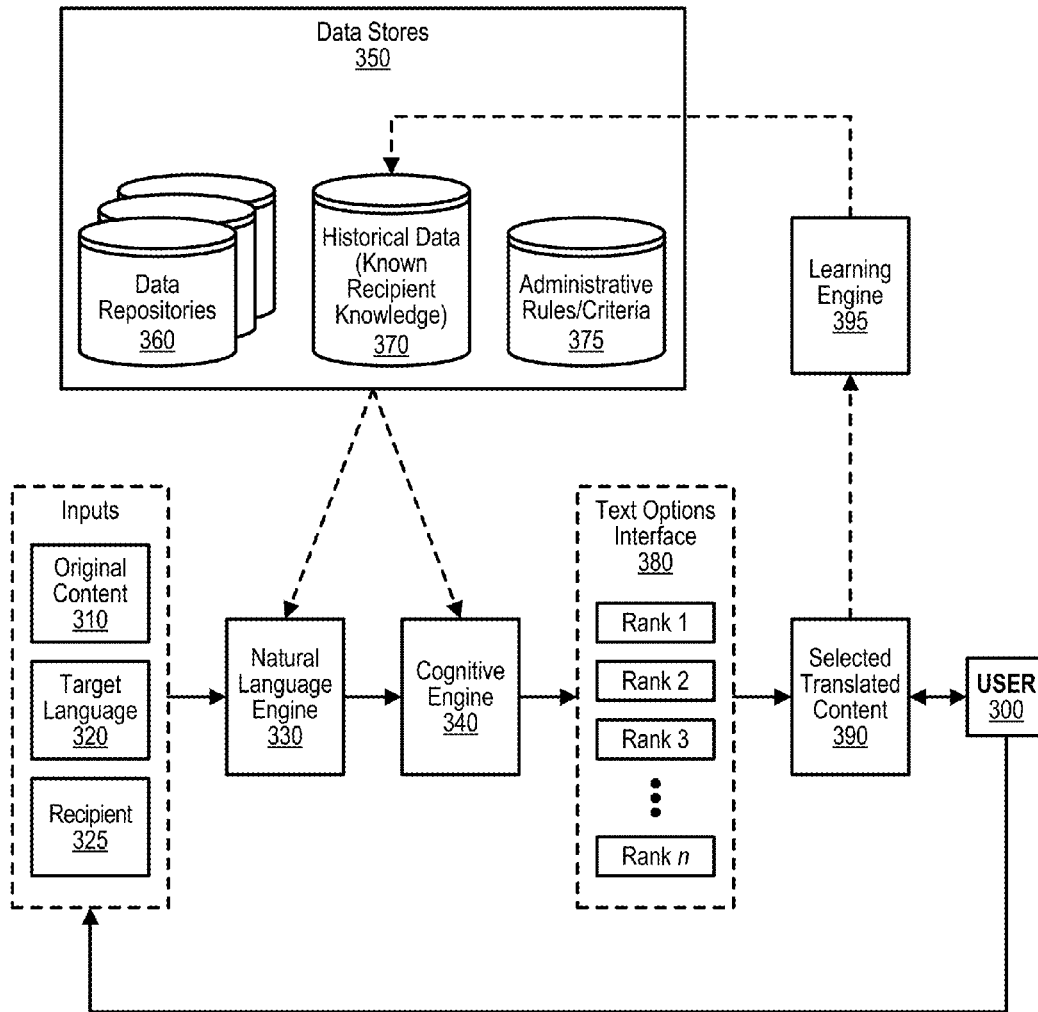 Data Stores
350
Data
Repositories
360
Historical Data
(Known
Recipient
Knowledge)
370
Administrative
Rules/Criteria
375
Learning
Engine
395
Inputs
Original
Content
310
Target
Language
320
Recipient
325
Natural
Language
Engine
330
Cognitive
Engine
340
Text Options
Interface
380
Rank 1
Rank 2
Rank 3
Rank n
Selected
Translated
Content
390
USER
300